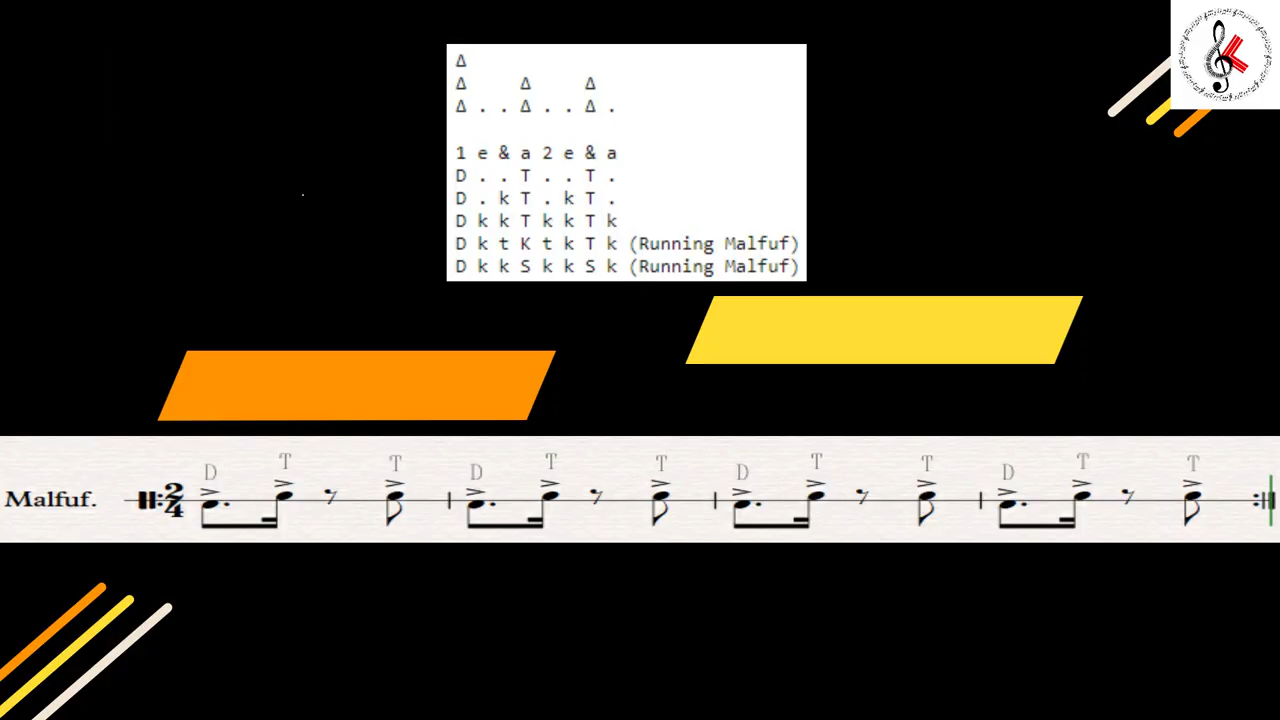 Δ
Δ     Δ     Δ
Δ . . Δ . . Δ .
1 e & a 2 e & a
D . . T . . T .
D . k T . k T .
D k k T k k T k
D k t K t k T k (Running Malfuf)
D k k S k k S k (Running Malfuf)
D T T D T T D T T D T T
Malfuf. 2/4